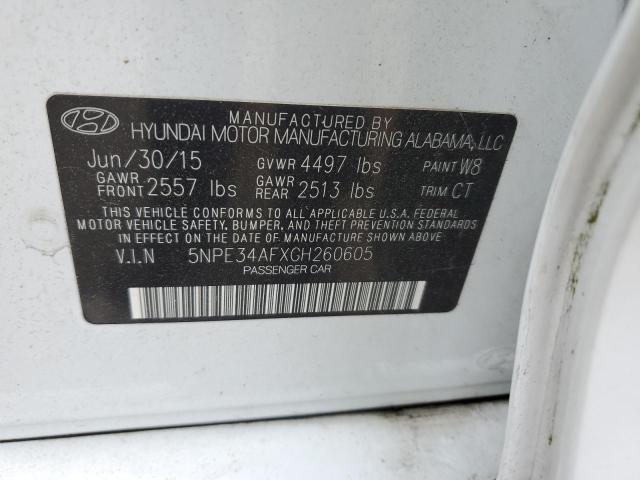 MANUFACTURED BY
HYUNDAI MOTOR MANUFACTURING ALABAMA, LLC
Jun/30/15 GVWR 4497 lbs PAINT W8
GAWR FRONT 2557 lbs GAWR REAR 2513 lbs TRIM CT
THIS VEHICLE CONFORMS TO ALL APPLICABLE U.S.A. FEDERAL
MOTOR VEHICLE SAFETY, BUMPER, AND THEFT PREVENTION STANDARDS
IN EFFECT ON THE DATE OF MANUFACTURE SHOWN ABOVE.
V.I.N 5NPE34AFXGH260605
PASSENGER CAR